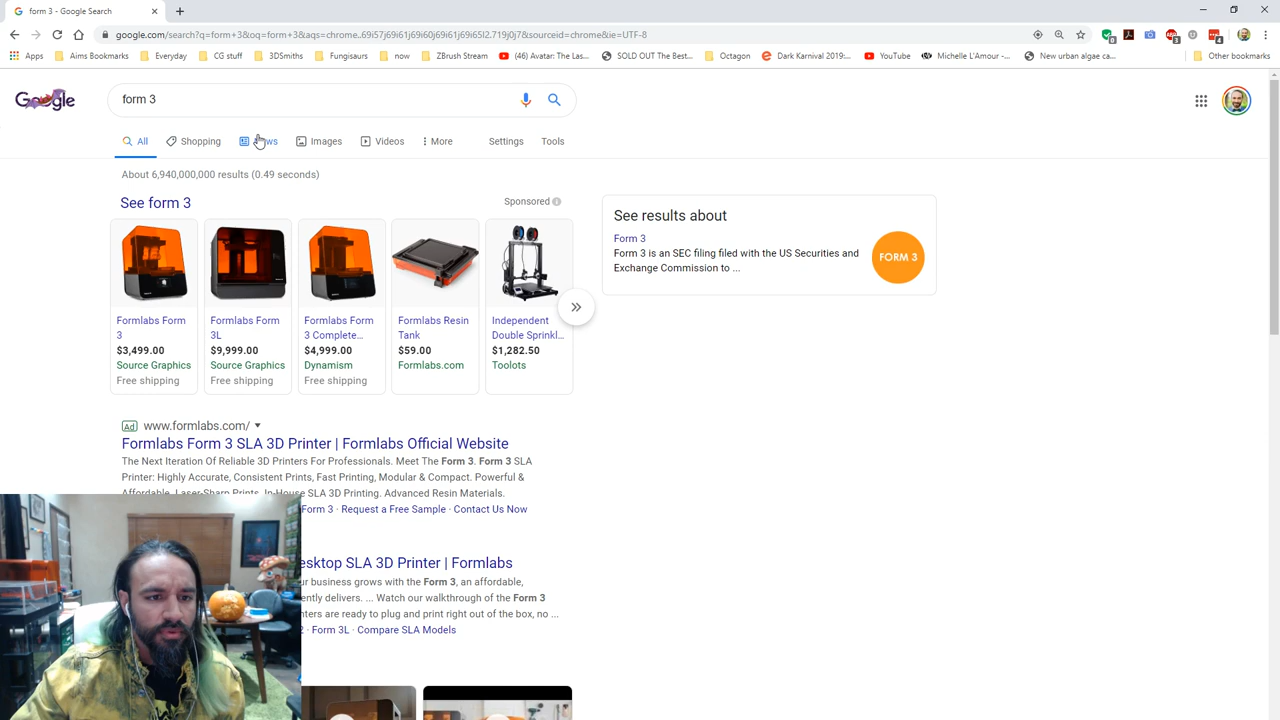 form 3 - Google Search
google.com/search?q=form+3&oq=form+3&aqs=chrome..69i57j69i61j69i60j69i61j69i65l2.719j0j7&sourceid=chrome&ie=UTF-8
Apps Aims Bookmarks Everyday CG stuff 3DSmiths Fungisaurs now ZBrush Stream (46) Avatar: The Las... SOLD OUT The Best... Octagon Dark Karnival 2019:... YouTube Michelle L'Amour -... New urban algae ca... Other bookmarks
Google
form 3
All Shopping News Images Videos More Settings Tools
About 6,940,000,000 results (0.49 seconds)
See form 3
Sponsored
Formlabs Form 3
$3,499.00
Source Graphics
Free shipping
Formlabs Form 3L
$9,999.00
Source Graphics
Free shipping
Formlabs Form 3 Complete...
$4,999.00
Dynamism
Free shipping
Formlabs Resin Tank
$59.00
Formlabs.com
Independent Double Sprinkl...
$1,282.50
Toolots
See results about
Form 3
Form 3 is an SEC filing filed with the US Securities and
Exchange Commission to ...
FORM 3
Ad www.formlabs.com/
Formlabs Form 3 SLA 3D Printer | Formlabs Official Website
The Next Iteration Of Reliable 3D Printers For Professionals. Meet The Form 3. Form 3 SLA
Printer: Highly Accurate, Consistent Prints, Fast Printing, Modular & Compact. Powerful &
Affordable. Laser-Sharp Prints. In-House SLA 3D Printing. Advanced Resin Materials.
Form 3 · Request a Free Sample · Contact Us Now
esktop SLA 3D Printer | Formlabs
ur business grows with the Form 3, an affordable,
ently delivers. ... Watch our walkthrough of the Form 3
nters are ready to plug and print right out of the box, no ...
2 · Form 3L · Compare SLA Models